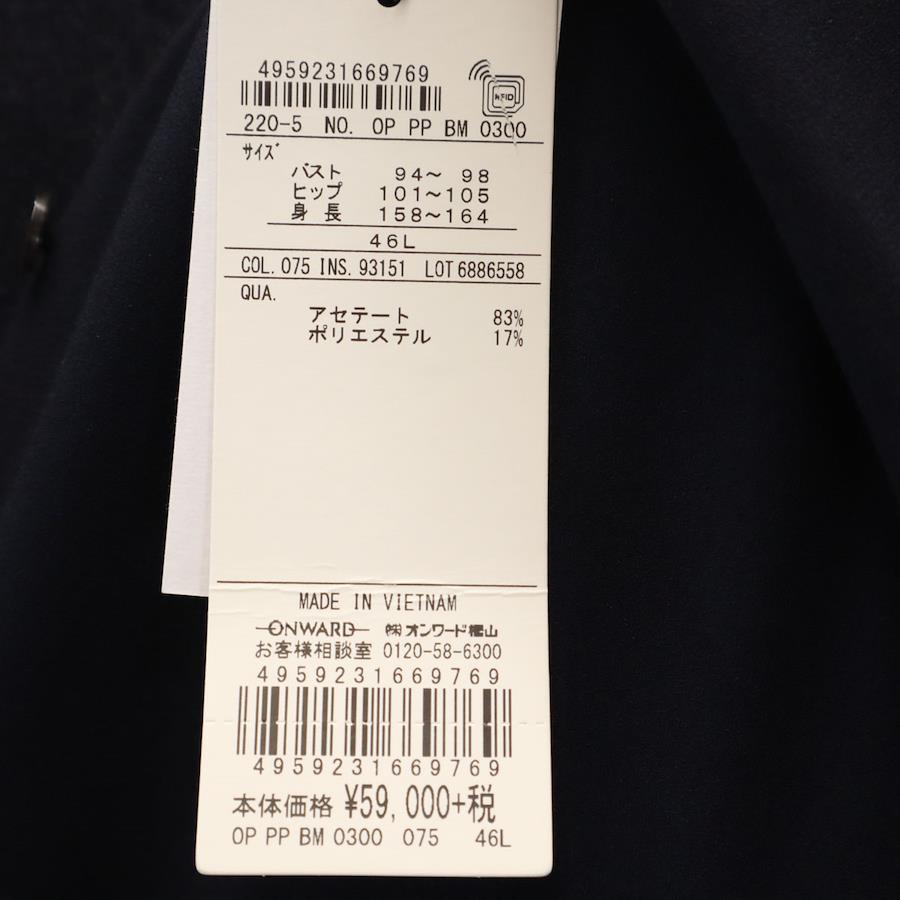 4959231669769
RFID
220-5 NO. OP PP BM 0300
サイズ
バスト 94～ 98
ヒップ 101～105
身長 158～164
46L
COL. 075 INS. 93151 LOT 6886558
QUA.
アセテート 83%
ポリエステル 17%
MADE IN VIETNAM
ONWARD ㈱オンワード樫山
お客様相談室 0120-58-6300
4959231669769
4959231669769
本体価格 ¥59,000+税
OP PP BM 0300 075 46L